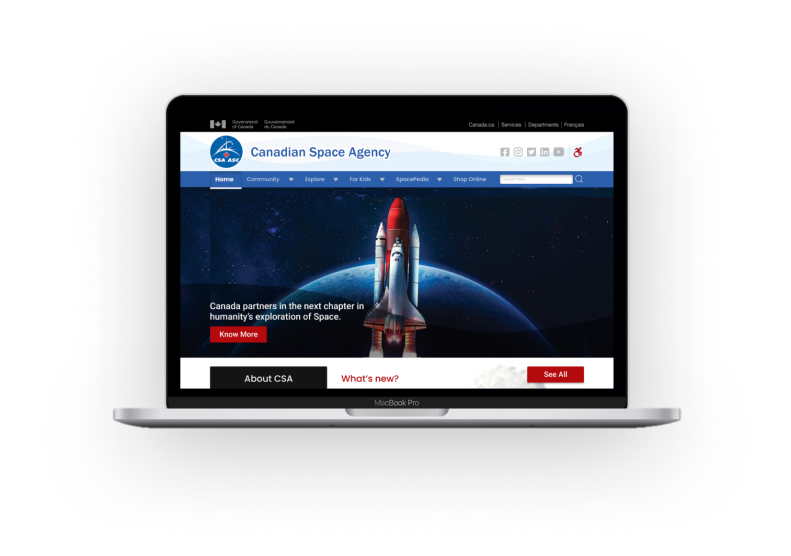 Government of Canada
Gouvernement du Canada
Canada.ca | Services | Departments | Français
CSA ASC
Canadian Space Agency
Home
Community
Explore
For Kids
SpacePedia
Shop Online
Canada partners in the next chapter in
humanity's exploration of Space.
Know More
About CSA
What's new?
See All
MacBook Pro